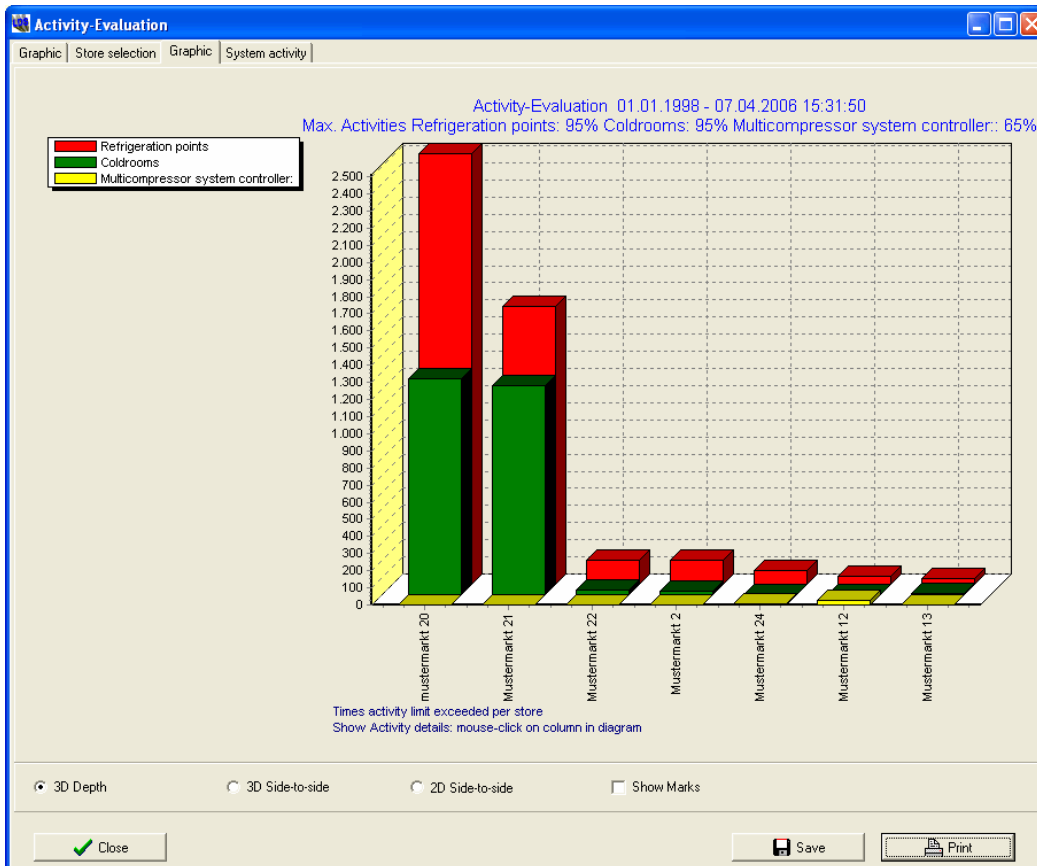 Activity-Evaluation
Graphic Store selection Graphic System activity
Activity-Evaluation 01.01.1998 - 07.04.2006 15:31:50
Max. Activities Refrigeration points: 95% Coldrooms: 95% Multicompressor system controller:: 65%
Refrigeration points
Coldrooms
Multicompressor system controller:
2.500
2.400
2.300
2.200
2.100
2.000
1.900
1.800
1.700
1.600
1.500
1.400
1.300
1.200
1.100
1.000
900
800
700
600
500
400
300
200
100
0
mustermarkt 20
Mustermarkt 21
Mustermarkt 22
Mustermarkt 2
Mustermarkt 24
Mustermarkt 12
Mustermarkt 13
Times activity limit exceeded per store
Show Activity details: mouse-click on column in diagram
3D Depth 3D Side-to-side 2D Side-to-side Show Marks
Close Save Print